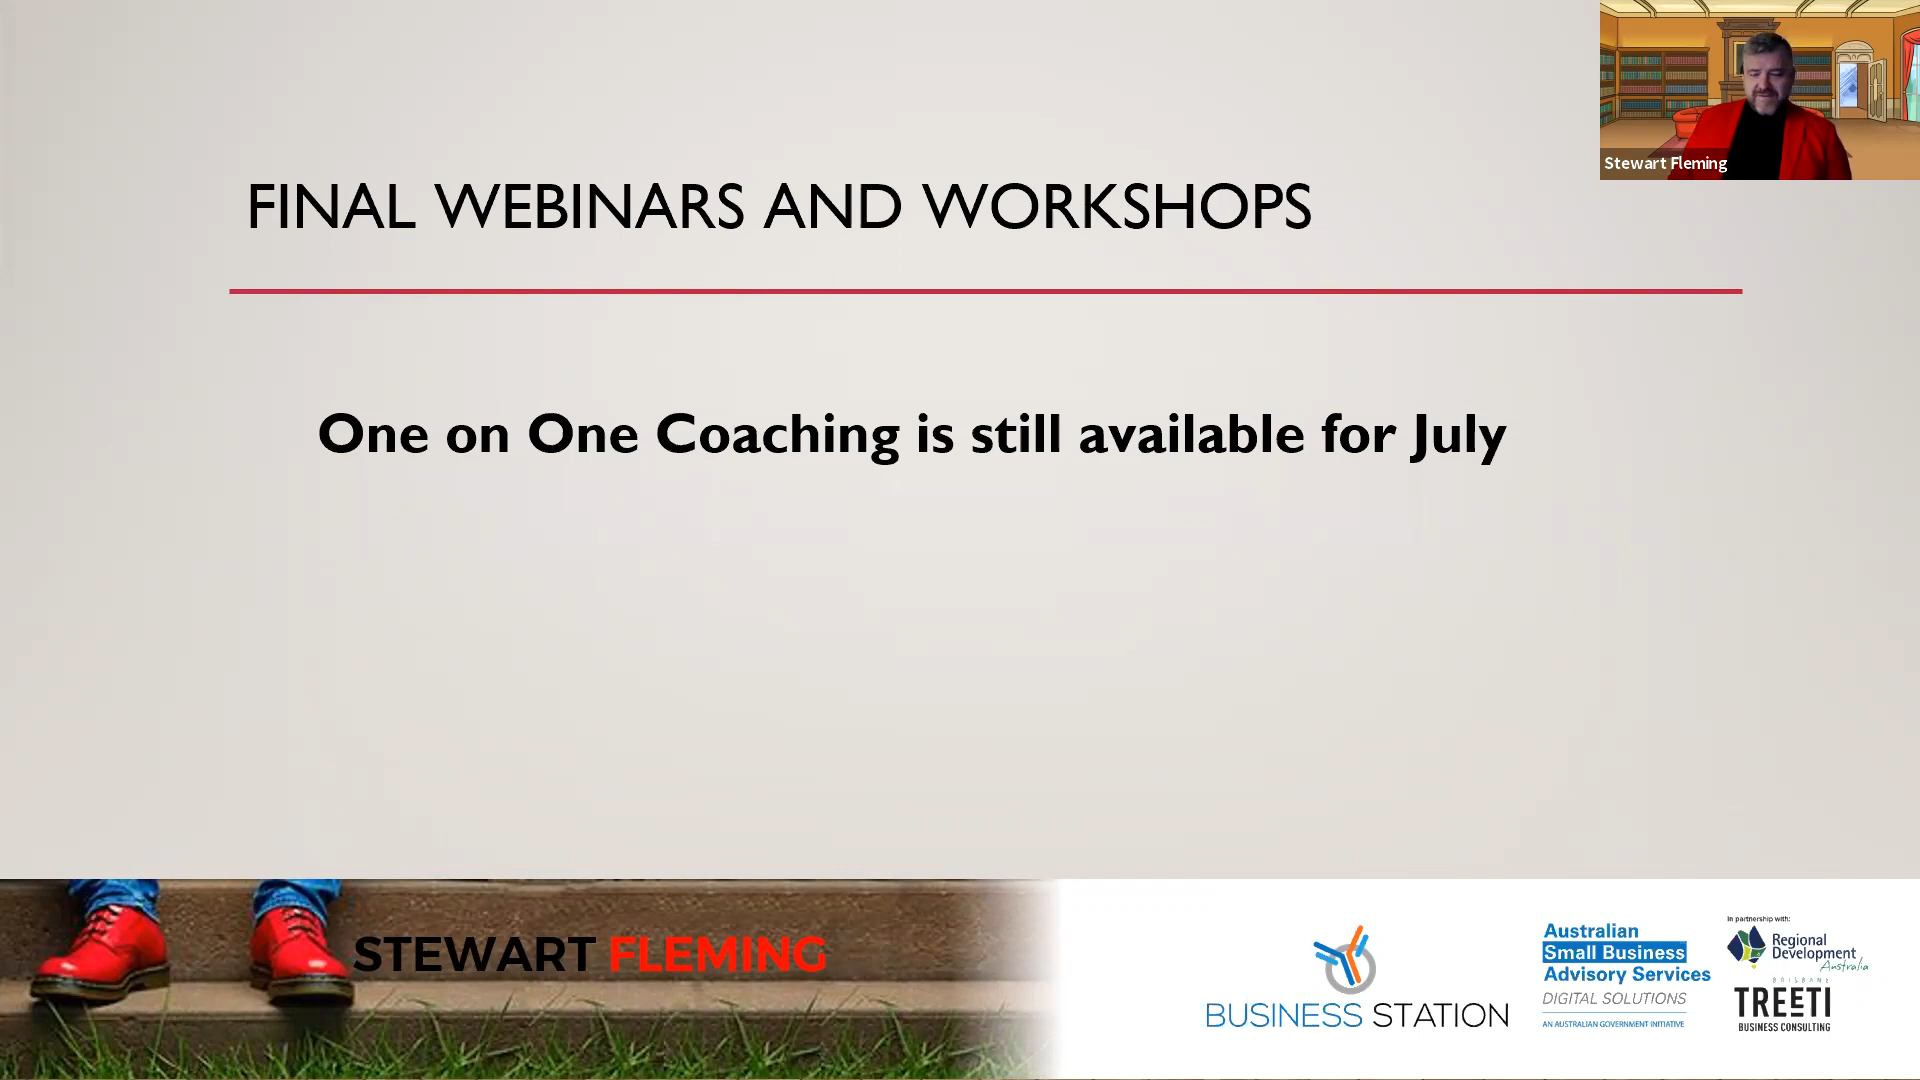 Stewart Fleming
FINAL WEBINARS AND WORKSHOPS
One on One Coaching is still available for July
STEWART FLEMING
BUSINESS STATION
Australian
Small Business
Advisory Services
DIGITAL SOLUTIONS
AN AUSTRALIAN GOVERNMENT INITIATIVE
In partnership with:
Regional
Development
Australia
BRISBANE
TREETI
BUSINESS CONSULTING